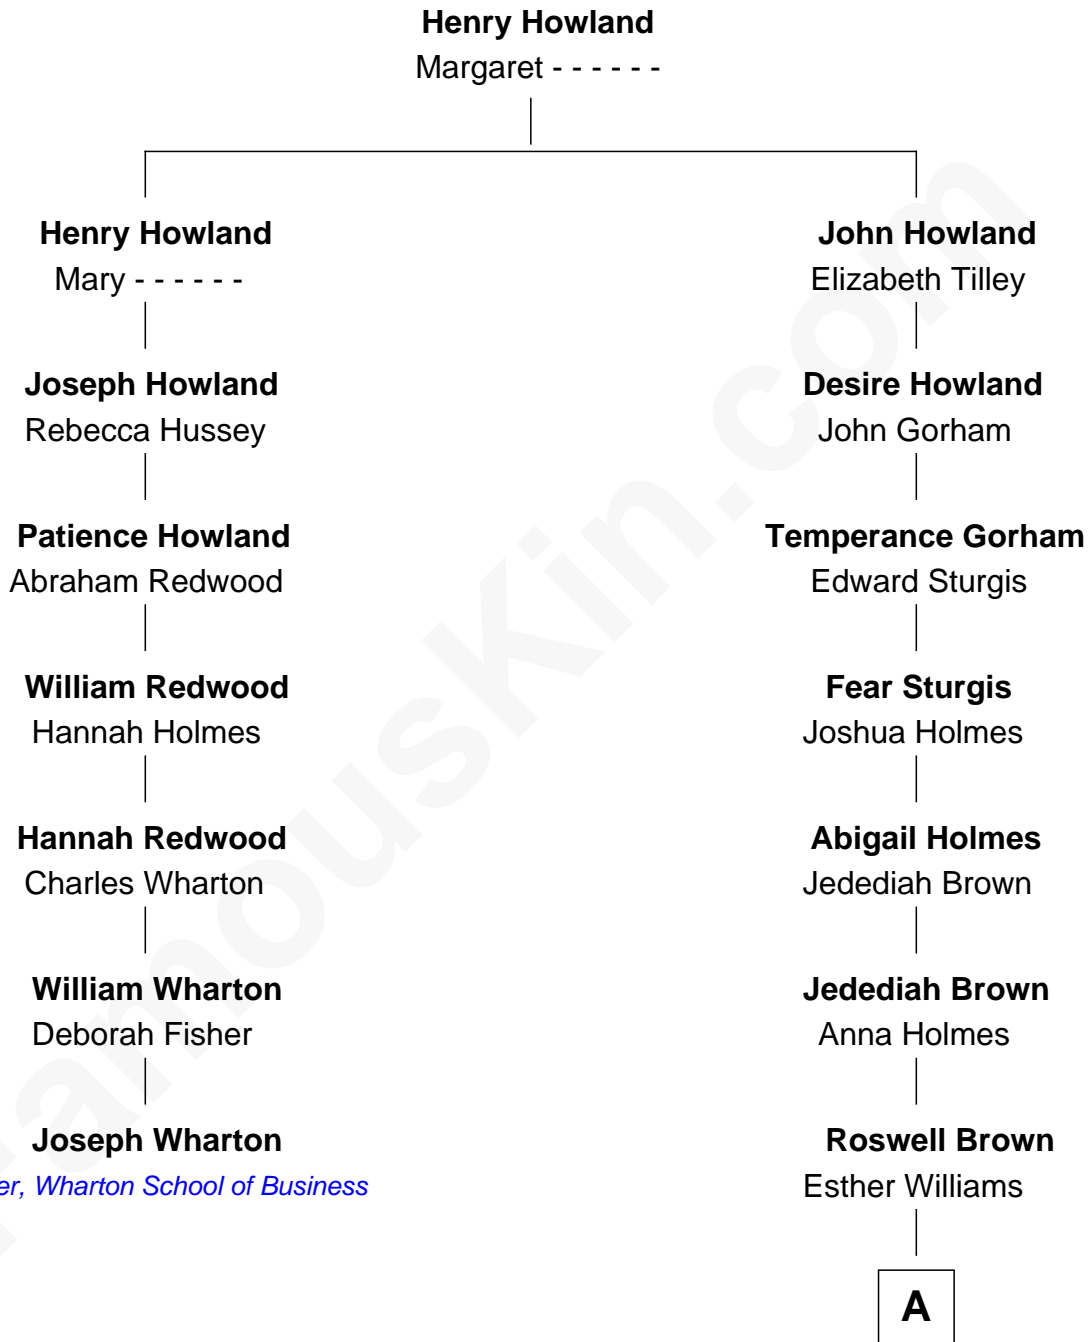 Henry Howland
Margaret - - - - - -
Henry Howland
Mary - - - - - -
John Howland
Elizabeth Tilley
Joseph Howland
Rebecca Hussey
Desire Howland
John Gorham
Patience Howland
Abraham Redwood
Temperance Gorham
Edward Sturgis
William Redwood
Hannah Holmes
Fear Sturgis
Joshua Holmes
Hannah Redwood
Charles Wharton
Abigail Holmes
Jedediah Brown
William Wharton
Deborah Fisher
Jedediah Brown
Anna Holmes
Joseph Wharton
er, Wharton School of Business
Roswell Brown
Esther Williams
A
FamousKin.com